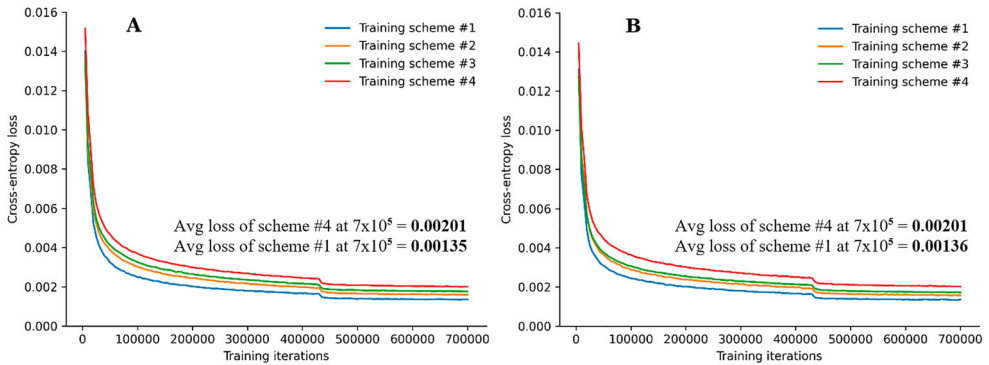 A
Training scheme #1
Training scheme #2
Training scheme #3
Training scheme #4
Cross-entropy loss
0.016
0.014
0.012
0.010
0.008
0.006
0.004
0.002
0.000
Avg loss of scheme #4 at 7x10⁵ = 0.00201
Avg loss of scheme #1 at 7x10⁵ = 0.00135
0 100000 200000 300000 400000 500000 600000 700000
Training iterations
B
Training scheme #1
Training scheme #2
Training scheme #3
Training scheme #4
Cross-entropy loss
0.016
0.014
0.012
0.010
0.008
0.006
0.004
0.002
0.000
Avg loss of scheme #4 at 7x10⁵ = 0.00201
Avg loss of scheme #1 at 7x10⁵ = 0.00136
0 100000 200000 300000 400000 500000 600000 700000
Training iterations